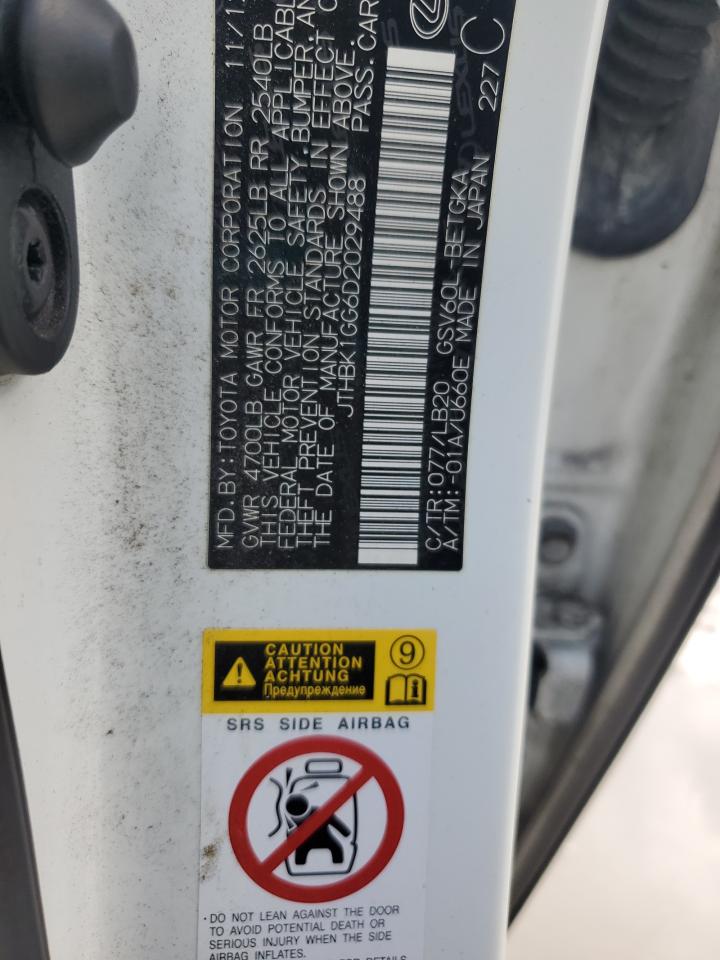 MFD. BY: TOYOTA MOTOR CORPORATION 11/1
GVWR 4700LB GAWR FR 2625LB RR 2540LB
THIS VEHICLE CONFORMS TO ALL APPLICABL
FEDERAL MOTOR VEHICLE SAFETY, BUMPER, AN
THEFT PREVENTION STANDARDS IN EFFECT O
THE DATE OF MANUFACTURE SHOWN ABOVE.
JTHBK1GG6D2029488 PASS. CAR
C/TR: 077/LB20 GSV60L-BETGKA
A/TM: -01A/U660E MADE IN JAPAN
227
C
LEXUS
CAUTION
ATTENTION
ACHTUNG
Предупреждение
9
SRS SIDE AIRBAG
· DO NOT LEAN AGAINST THE DOOR
TO AVOID POTENTIAL DEATH OR
SERIOUS INJURY WHEN THE SIDE
AIRBAG INFLATES.
FOR DETAILS